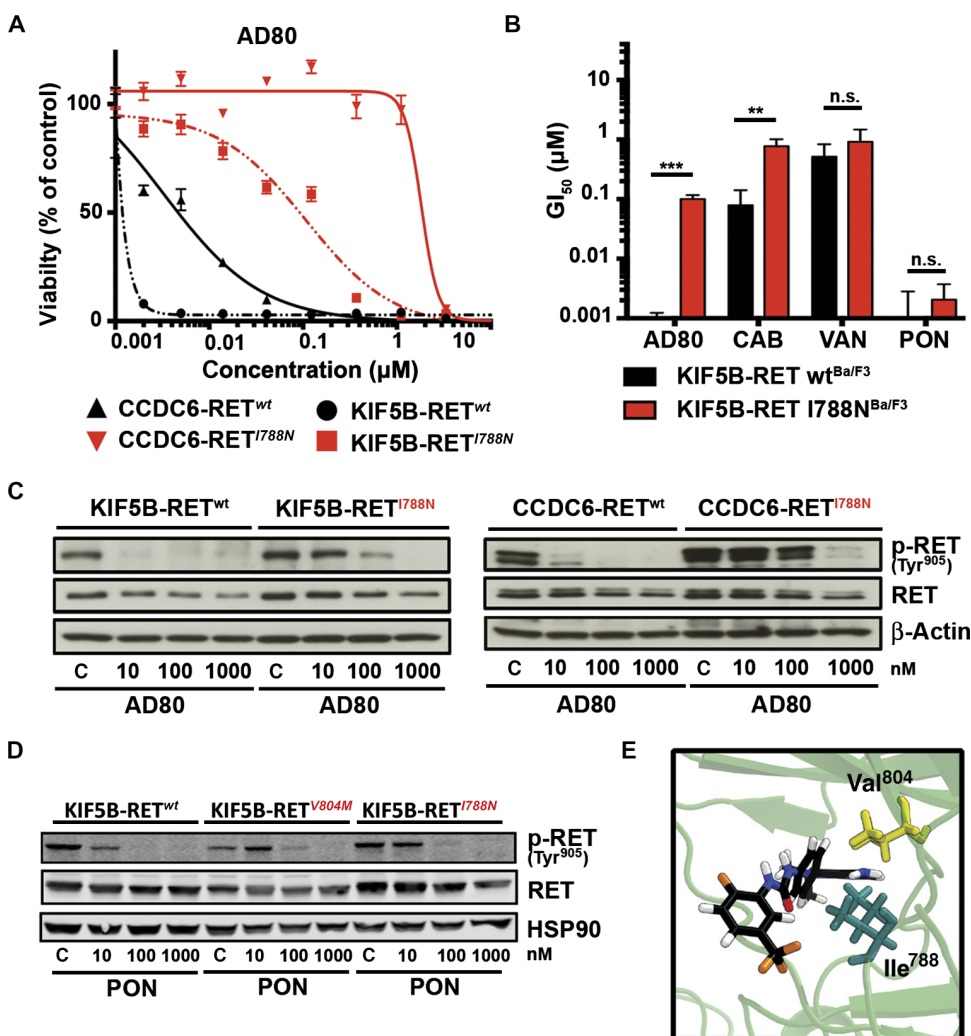 A
AD80
Viabilty (% of control)
100
50
0
0.001 0.01 0.1 1 10
Concentration (µM)
CCDC6-RETwt KIF5B-RETwt
CCDC6-RETI788N KIF5B-RETI788N
B
GI50 (µM)
10
1
0.1
0.01
0.001
*** ** n.s. n.s.
AD80 CAB VAN PON
KIF5B-RET wtBa/F3
KIF5B-RET I788NBa/F3
C
KIF5B-RETwt KIF5B-RETI788N CCDC6-RETwt CCDC6-RETI788N
p-RET
(Tyr905)
RET
β-Actin
C 10 100 1000 C 10 100 1000 C 10 100 1000 C 10 100 1000 nM
AD80 AD80 AD80 AD80
D
KIF5B-RETwt KIF5B-RETV804M KIF5B-RETI788N
p-RET
(Tyr905)
RET
HSP90
C 10 100 1000 C 10 100 1000 C 10 100 1000 nM
PON PON PON
E
Val804
Ile788